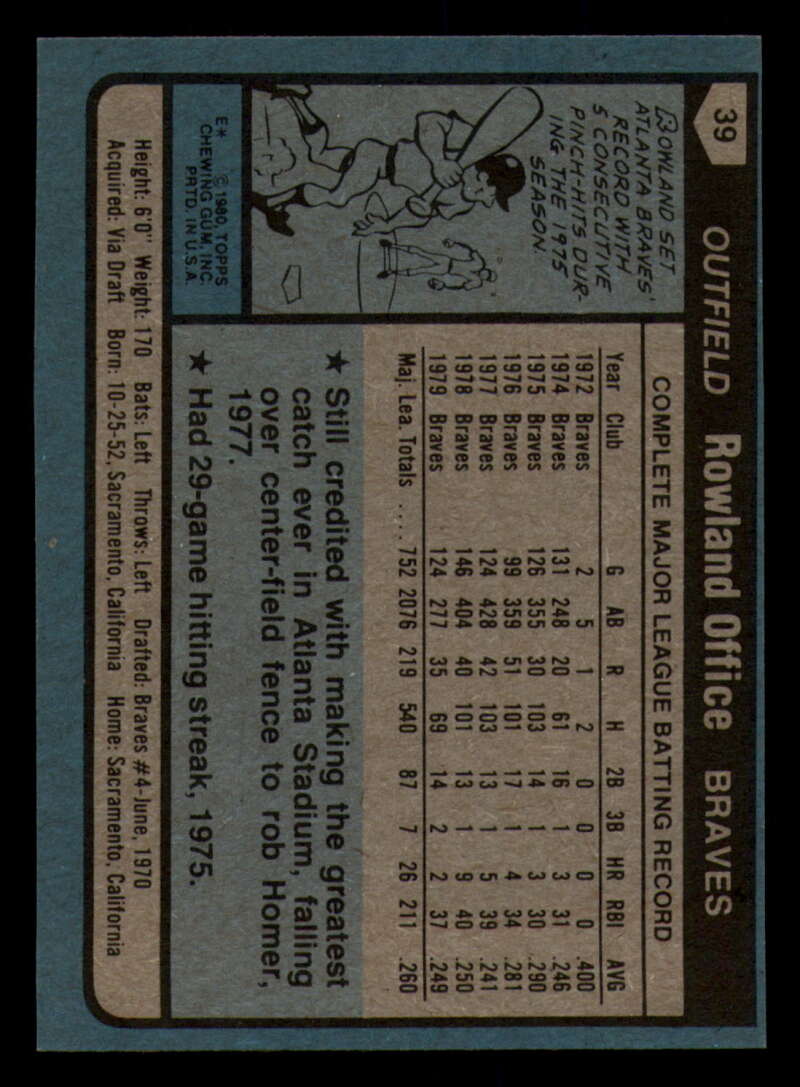 39
OUTFIELD Rowland Office BRAVES
ROWLAND SET
ATLANTA BRAVES'
RECORD WITH
5 CONSECUTIVE
PINCH-HITS DUR-
ING THE 1975
SEASON.
E* © 1980, TOPPS
CHEWING GUM, INC.
PRTD. IN U.S.A.
COMPLETE MAJOR LEAGUE BATTING RECORD
Year Club G AB R H 2B 3B HR RBI AVG
1972 Braves 2 5 1 2 0 0 0 0 .400
1974 Braves 131 248 20 61 16 1 3 31 .246
1975 Braves 126 355 30 103 14 1 3 30 .290
1976 Braves 99 359 51 101 17 1 4 34 .281
1977 Braves 124 428 42 103 13 1 5 39 .241
1978 Braves 146 404 40 101 13 1 9 40 .250
1979 Braves 124 277 35 69 14 2 2 37 .249
Maj. Lea. Totals .... 752 2076 219 540 87 7 26 211 .260
★ Still credited with making the greatest
catch ever in Atlanta Stadium, falling
over center-field fence to rob Homer,
1977.
★ Had 29-game hitting streak, 1975.
Height: 6'0" Weight: 170 Bats: Left Throws: Left Drafted: Braves #4-June, 1970
Acquired: Via Draft Born: 10-25-52, Sacramento, California Home: Sacramento, California